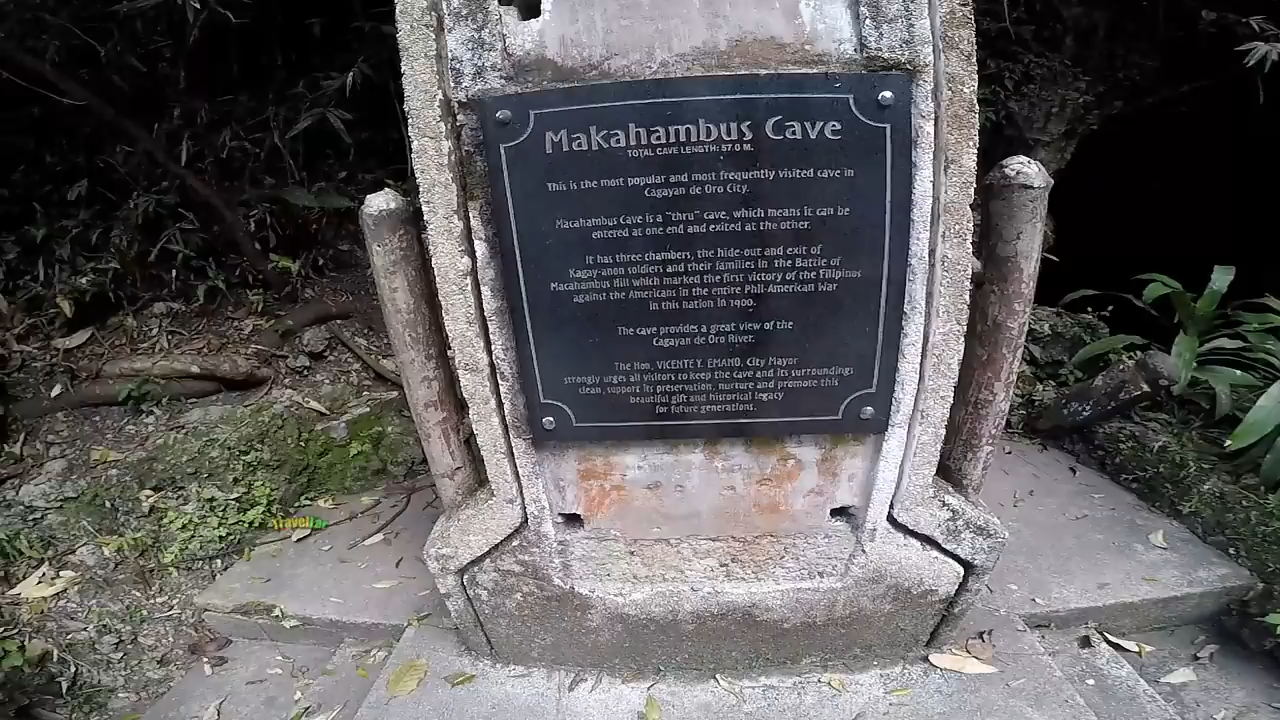 Makahambus Cave
TOTAL CAVE LENGTH: 57.0 M.
This is the most popular and most frequently visited cave in
Cagayan de Oro City.
Macahambus Cave is a "thru" cave, which means it can be
entered at one end and exited at the other.
It has three chambers, the hide-out and exit of
Kagay-anon soldiers and their families in the Battle of
Macahambus Hill which marked the first victory of the Filipinos
against the Americans in the entire Phil-American War
in this nation in 1900.
The cave provides a great view of the
Cagayan de Oro River.
The Hon. VICENTE Y. EMANO, City Mayor
strongly urges all visitors to keep the cave and its surroundings
clean, support its preservation, nurture and promote this
beautiful gift and historical legacy
for future generations.